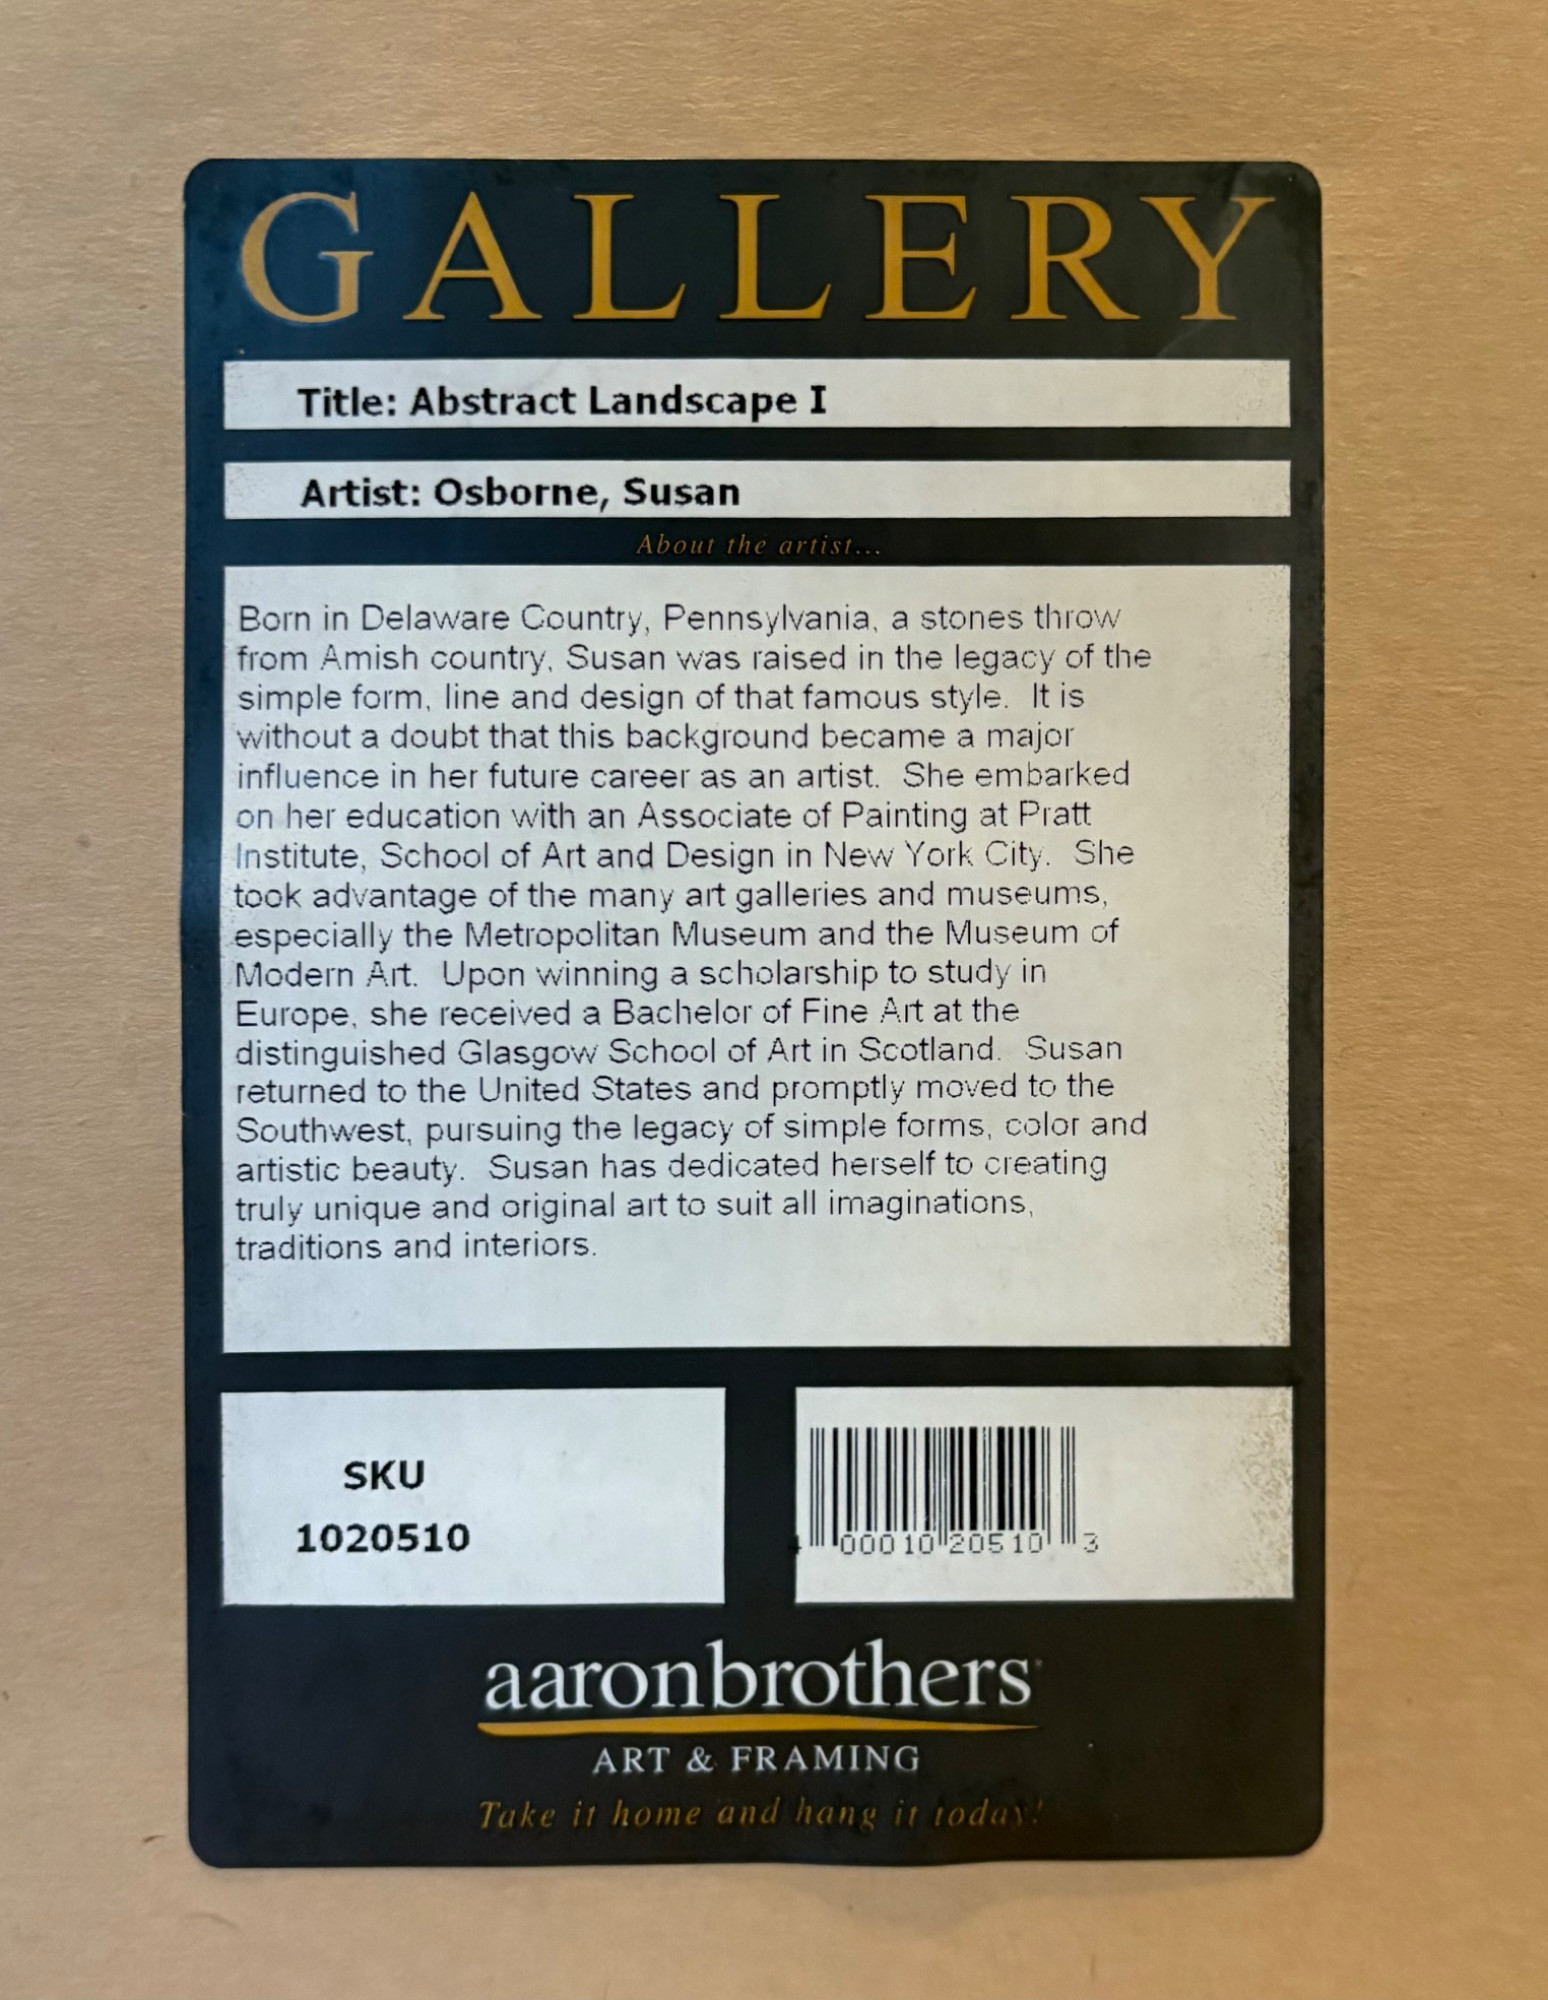 GALLERY
Title: Abstract Landscape I
Artist: Osborne, Susan
About the artist...
Born in Delaware Country, Pennsylvania, a stones throw
from Amish country, Susan was raised in the legacy of the
simple form, line and design of that famous style.  It is
without a doubt that this background became a major
influence in her future career as an artist.  She embarked
on her education with an Associate of Painting at Pratt
Institute, School of Art and Design in New York City.  She
took advantage of the many art galleries and museums,
especially the Metropolitan Museum and the Museum of
Modern Art.  Upon winning a scholarship to study in
Europe, she received a Bachelor of Fine Art at the
distinguished Glasgow School of Art in Scotland.  Susan
returned to the United States and promptly moved to the
Southwest, pursuing the legacy of simple forms, color and
artistic beauty.  Susan has dedicated herself to creating
truly unique and original art to suit all imaginations,
traditions and interiors.
SKU
1020510
4 00010 20510 3
aaronbrothers
ART & FRAMING
Take it home and hang it today!